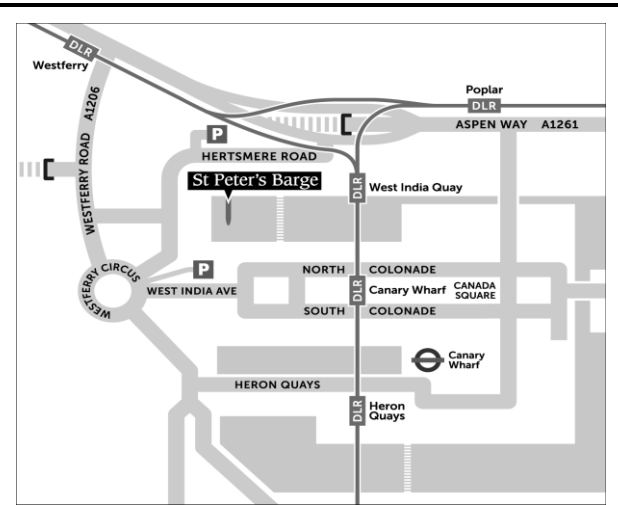 DLR
Westferry
Poplar
DLR
WESTFERRY ROAD A1206
ASPEN WAY A1261
P
HERTSMERE ROAD
St Peter's Barge
DLR
West India Quay
WESTFERRY CIRCUS
P
NORTH COLONADE
WEST INDIA AVE
DLR
Canary Wharf
CANADA
SQUARE
SOUTH COLONADE
Canary
Wharf
HERON QUAYS
DLR
Heron
Quays